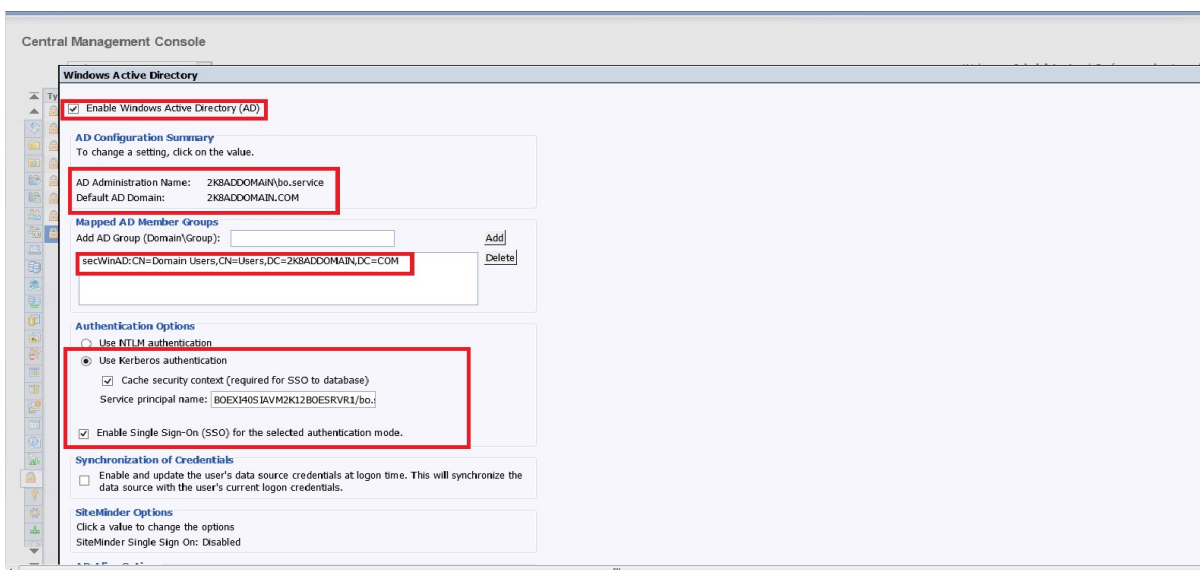 Central Management Console
Windows Active Directory
Ty
Enable Windows Active Directory (AD)
AD Configuration Summary
To change a setting, click on the value.
AD Administration Name: 2K8ADDOMAiN\bo.service
Default AD Domain: 2K8ADDOMAIN.COM
Mapped AD Member Groups
Add AD Group (Domain\Group): Add
secWinAD:CN=Domain Users,CN=Users,DC=2K8ADDOMAIN,DC=COM Delete
Authentication Options
Use NTLM authentication
Use Kerberos authentication
Cache security context (required for SSO to database)
Service principal name: BOEXI40SIAVM2K12BOESRVR1/bo.s
Enable Single Sign-On (SSO) for the selected authentication mode.
Synchronization of Credentials
Enable and update the user's data source credentials at logon time. This will synchronize the
data source with the user's current logon credentials.
SiteMinder Options
Click a value to change the options
SiteMinder Single Sign On: Disabled